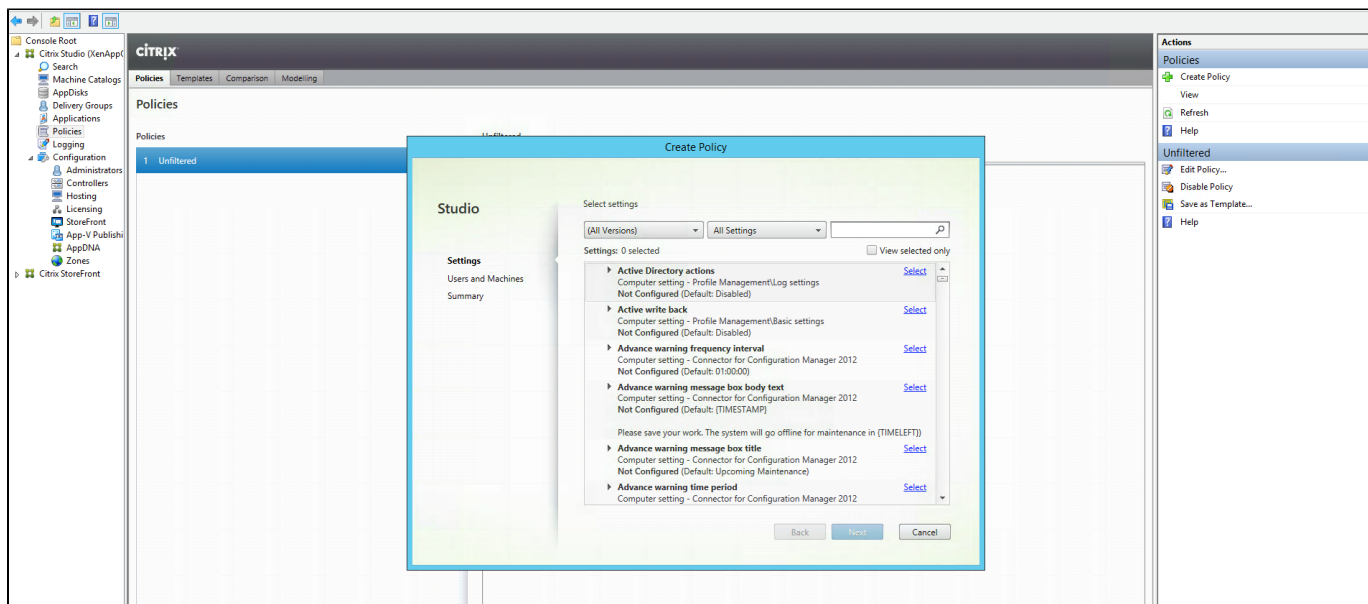 Console Root
Citrix Studio (XenApp
Search
Machine Catalogs
AppDisks
Delivery Groups
Applications
Policies
Logging
Configuration
Administrators
Controllers
Hosting
Licensing
StoreFront
App-V Publishi
AppDNA
Zones
Citrix StoreFront
CİTRIX
Policies Templates Comparison Modelling
Policies
Policies
Unfiltered
1 Unfiltered
Create Policy
Studio
Settings
Users and Machines
Summary
Select settings
(All Versions) All Settings
Settings: 0 selected View selected only
Active Directory actions Select
Computer setting - Profile Management\Log settings
Not Configured (Default: Disabled)
Active write back Select
Computer setting - Profile Management\Basic settings
Not Configured (Default: Disabled)
Advance warning frequency interval Select
Computer setting - Connector for Configuration Manager 2012
Not Configured (Default: 01:00:00)
Advance warning message box body text Select
Computer setting - Connector for Configuration Manager 2012
Not Configured (Default: {TIMESTAMP}
Please save your work. The system will go offline for maintenance in {TIMELEFT})
Advance warning message box title Select
Computer setting - Connector for Configuration Manager 2012
Not Configured (Default: Upcoming Maintenance)
Advance warning time period Select
Computer setting - Connector for Configuration Manager 2012
Back Next Cancel
Actions
Policies
Create Policy
View
Refresh
Help
Unfiltered
Edit Policy...
Disable Policy
Save as Template...
Help